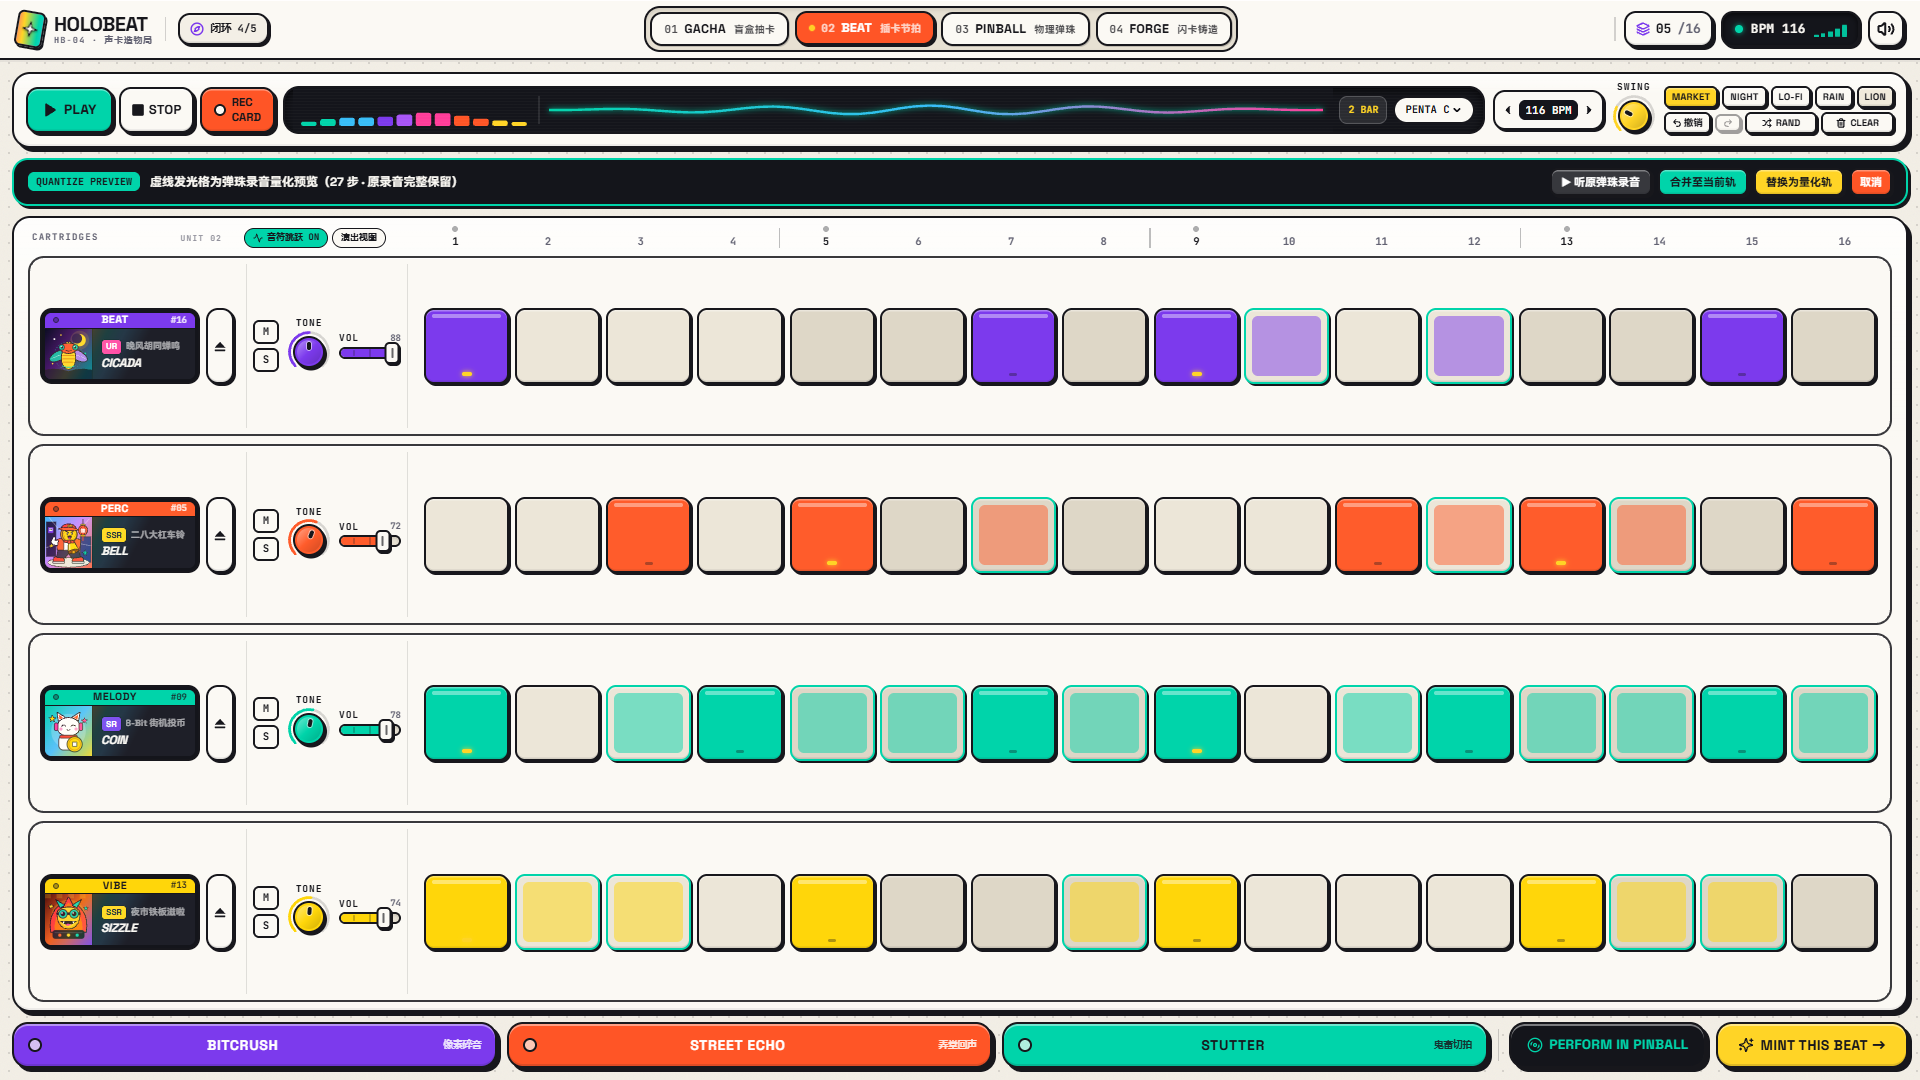 HOLOBEAT
HB-04 · 声卡造物局
闭环 4/5
01 GACHA 盲盒抽卡
02 BEAT 插卡节拍
03 PINBALL 物理弹珠
04 FORGE 闪卡铸造
05 /16
BPM 116
PLAY
STOP
REC CARD
2 BAR
PENTA C
116 BPM
SWING
MARKET NIGHT LO-FI RAIN LION
撤销 RAND CLEAR
QUANTIZE PREVIEW 虚线发光格为弹珠录音量化预览（27 步 · 原录音完整保留）
▶ 听原弹珠录音 合并至当前轨 替换为量化轨 取消
CARTRIDGES UNIT 02 音符跳跃 ON 演出视图
1 2 3 4 5 6 7 8 9 10 11 12 13 14 15 16
BEAT #16
UR 晚风胡同蝉鸣
CICADA
M
S
TONE
VOL 88
PERC #05
SSR 二八大杠车铃
BELL
M
S
TONE
VOL 72
MELODY #09
SR 8-Bit 街机投币
COIN
M
S
TONE
VOL 78
VIBE #13
SSR 夜市铁板滋啦
SIZZLE
M
S
TONE
VOL 74
BITCRUSH 像素碎音
STREET ECHO 弄堂回声
STUTTER 鬼畜切拍
PERFORM IN PINBALL
MINT THIS BEAT →